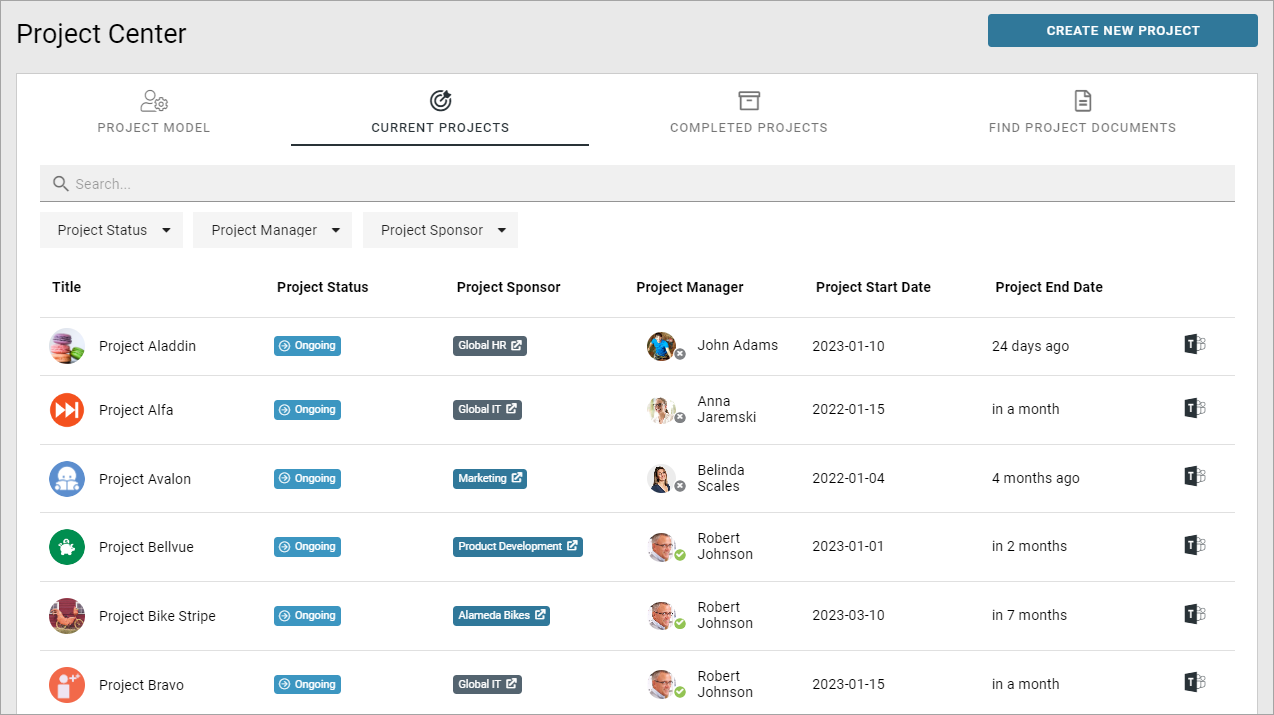 Project Center
CREATE NEW PROJECT
PROJECT MODEL
CURRENT PROJECTS
COMPLETED PROJECTS
FIND PROJECT DOCUMENTS
Search...
Project Status
Project Manager
Project Sponsor
Title
Project Status
Project Sponsor
Project Manager
Project Start Date
Project End Date
Project Aladdin
Ongoing
Global HR
John Adams
2023-01-10
24 days ago
T
Project Alfa
Ongoing
Global IT
Anna
Jaremski
2022-01-15
in a month
T
Project Avalon
Ongoing
Marketing
Belinda
Scales
2022-01-04
4 months ago
T
Project Bellvue
Ongoing
Product Development
Robert
Johnson
2023-01-01
in 2 months
T
Project Bike Stripe
Ongoing
Alameda Bikes
Robert
Johnson
2023-03-10
in 7 months
T
Project Bravo
Ongoing
Global IT
Robert
Johnson
2023-01-15
in a month
T